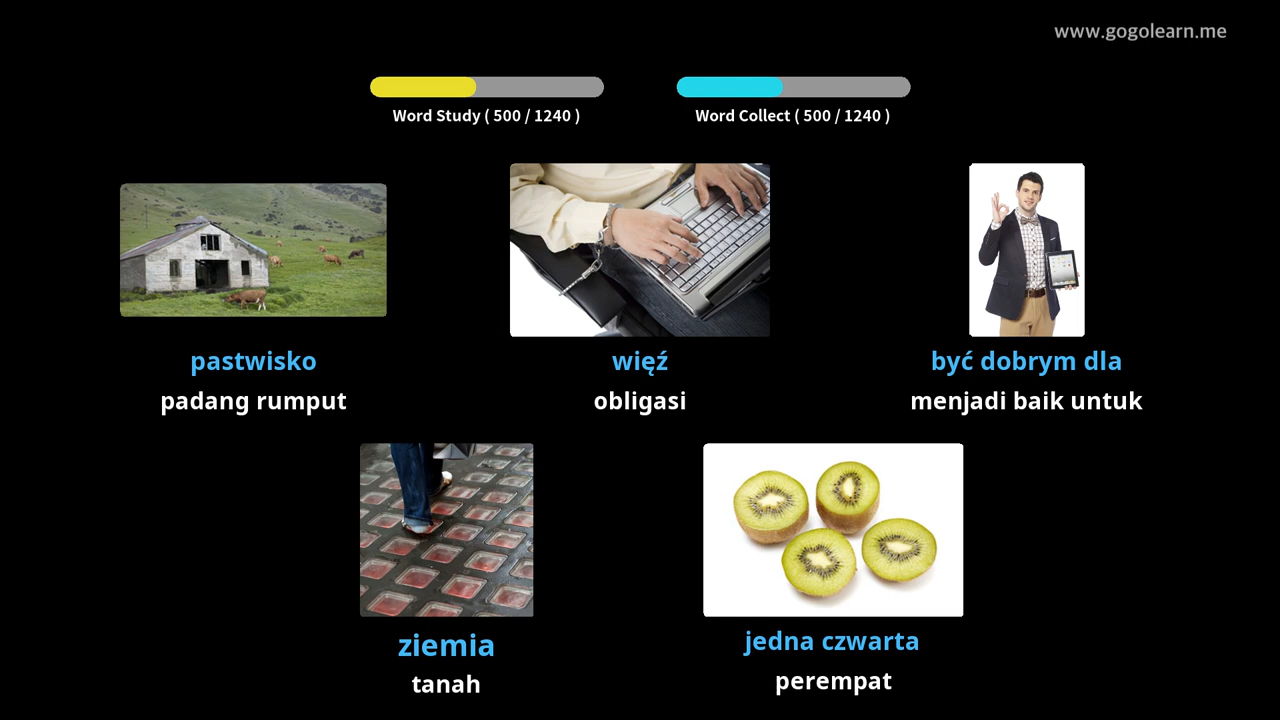 www.gogolearn.me
Word Study ( 500 / 1240 )
Word Collect ( 500 / 1240 )
pastwisko
padang rumput
więź
obligasi
być dobrym dla
menjadi baik untuk
ziemia
tanah
jedna czwarta
perempat